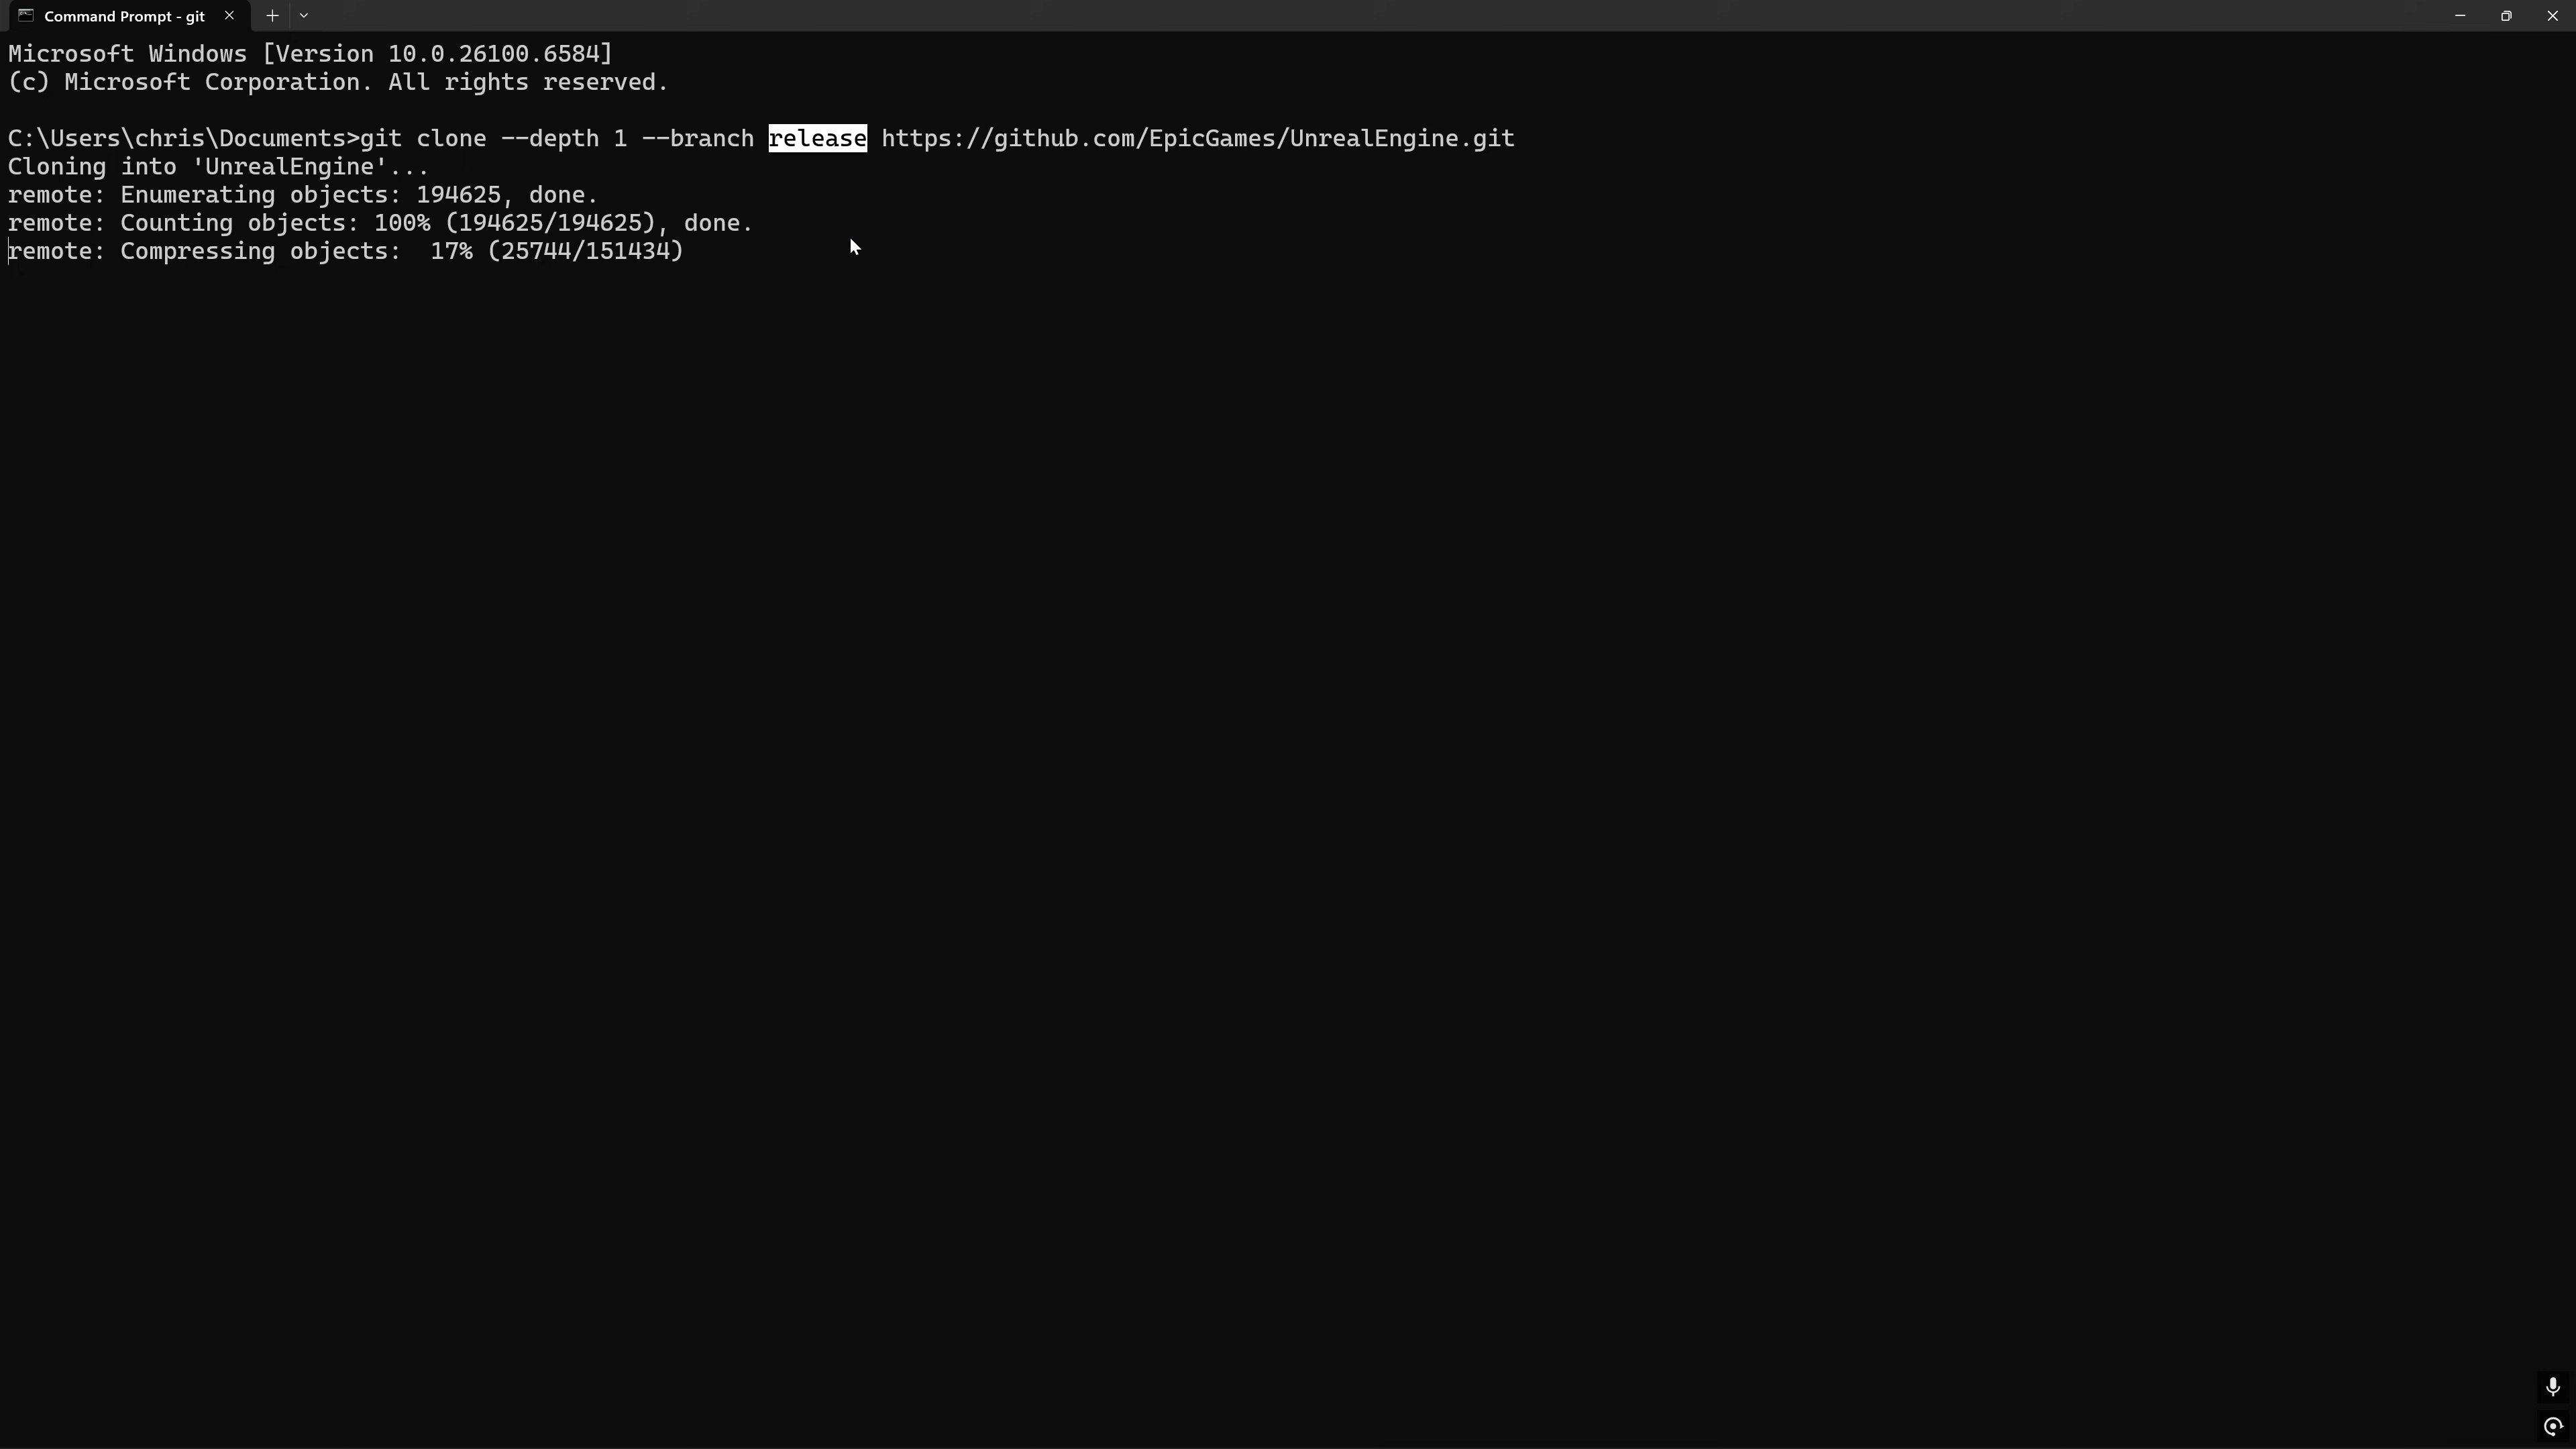 Command Prompt - git
Microsoft Windows [Version 10.0.26100.6584]
(c) Microsoft Corporation. All rights reserved.
C:\Users\chris\Documents>git clone --depth 1 --branch release https://github.com/EpicGames/UnrealEngine.git
Cloning into 'UnrealEngine'...
remote: Enumerating objects: 194625, done.
remote: Counting objects: 100% (194625/194625), done.
remote: Compressing objects:  17% (25744/151434)